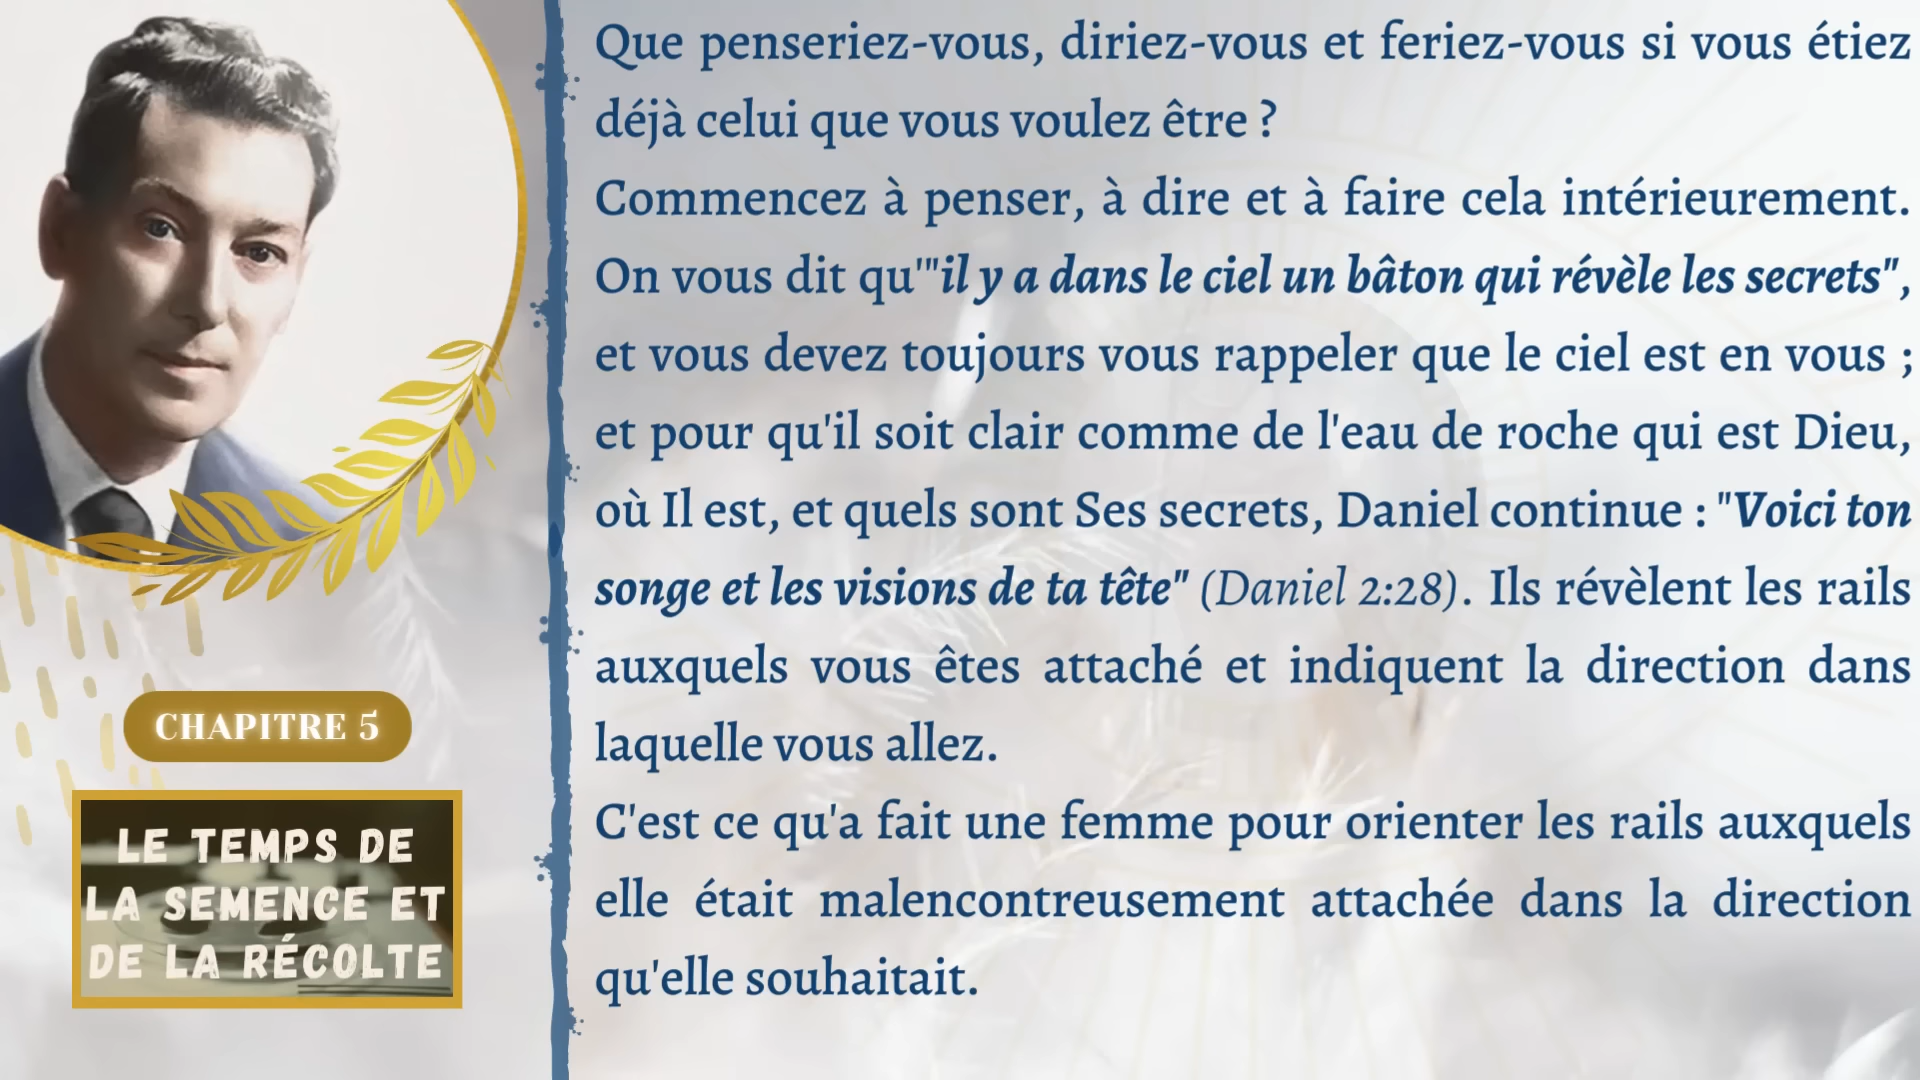 Que penseriez-vous, diriez-vous et feriez-vous si vous étiez
déjà celui que vous voulez être ?
Commencez à penser, à dire et à faire cela intérieurement.
On vous dit qu'"il y a dans le ciel un bâton qui révèle les secrets",
et vous devez toujours vous rappeler que le ciel est en vous ;
et pour qu'il soit clair comme de l'eau de roche qui est Dieu,
où Il est, et quels sont Ses secrets, Daniel continue : "Voici ton
songe et les visions de ta tête" (Daniel 2:28). Ils révèlent les rails
auxquels vous êtes attaché et indiquent la direction dans
laquelle vous allez.
C'est ce qu'a fait une femme pour orienter les rails auxquels
elle était malencontreusement attachée dans la direction
qu'elle souhaitait.
CHAPITRE 5
LE TEMPS DE
LA SEMENCE ET
DE LA RÉCOLTE